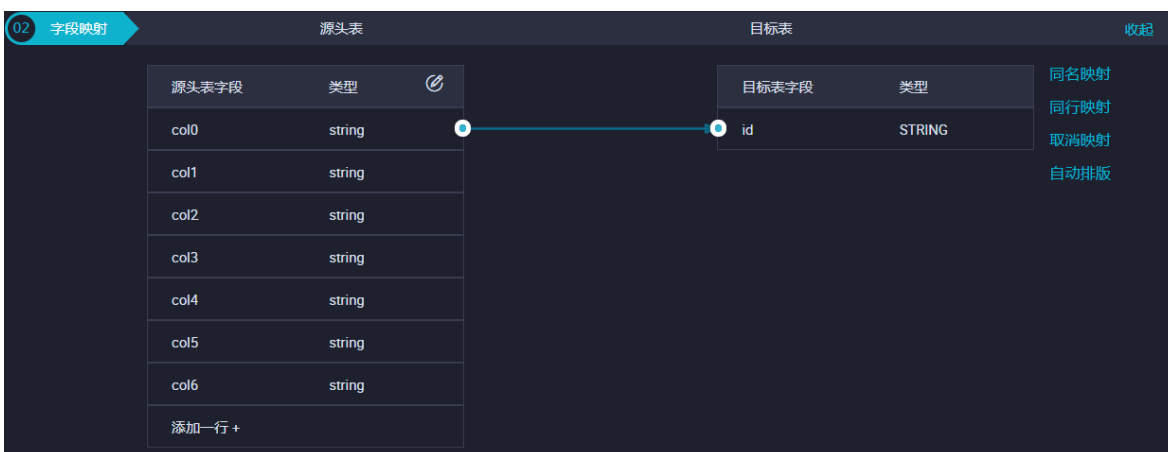 02 字段映射 源头表 目标表 收起
源头表字段 类型 目标表字段 类型 同名映射
同行映射
col0 string id STRING
取消映射
col1 string 自动排版
col2 string
col3 string
col4 string
col5 string
col6 string
添加一行 +